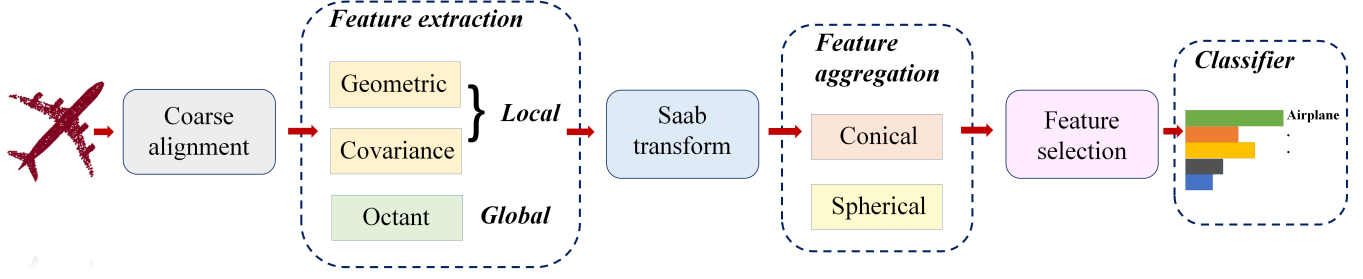 Coarse
alignment
Feature extraction
Geometric
Covariance
} Local
Octant
Global
Saab
transform
Feature
aggregation
Conical
Spherical
Feature
selection
Classifier
Airplane
.
.